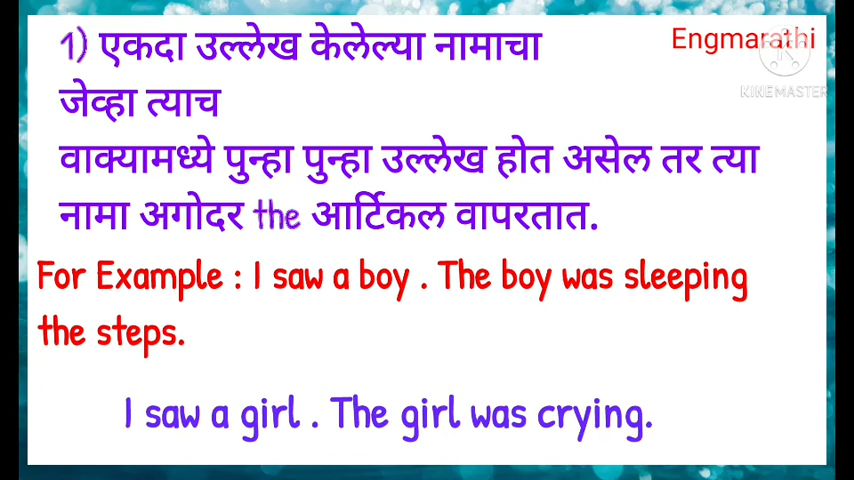 Engmarathi
KINEMASTER
1) एकदा उल्लेख केलेल्या नामाचा
जेव्हा त्याच
वाक्यामध्ये पुन्हा पुन्हा उल्लेख होत असेल तर त्या
नामा अगोदर the आर्टिकल वापरतात.
For Example : I saw a boy . The boy was sleeping
the steps.
I saw a girl . The girl was crying.